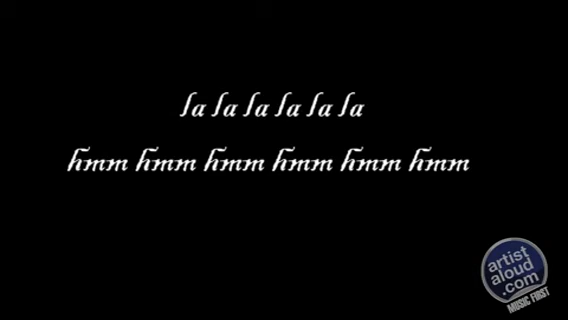 la la la la la la
hmm hmm hmm hmm hmm hmm
artist
aloud
.com
MUSIC FIRST